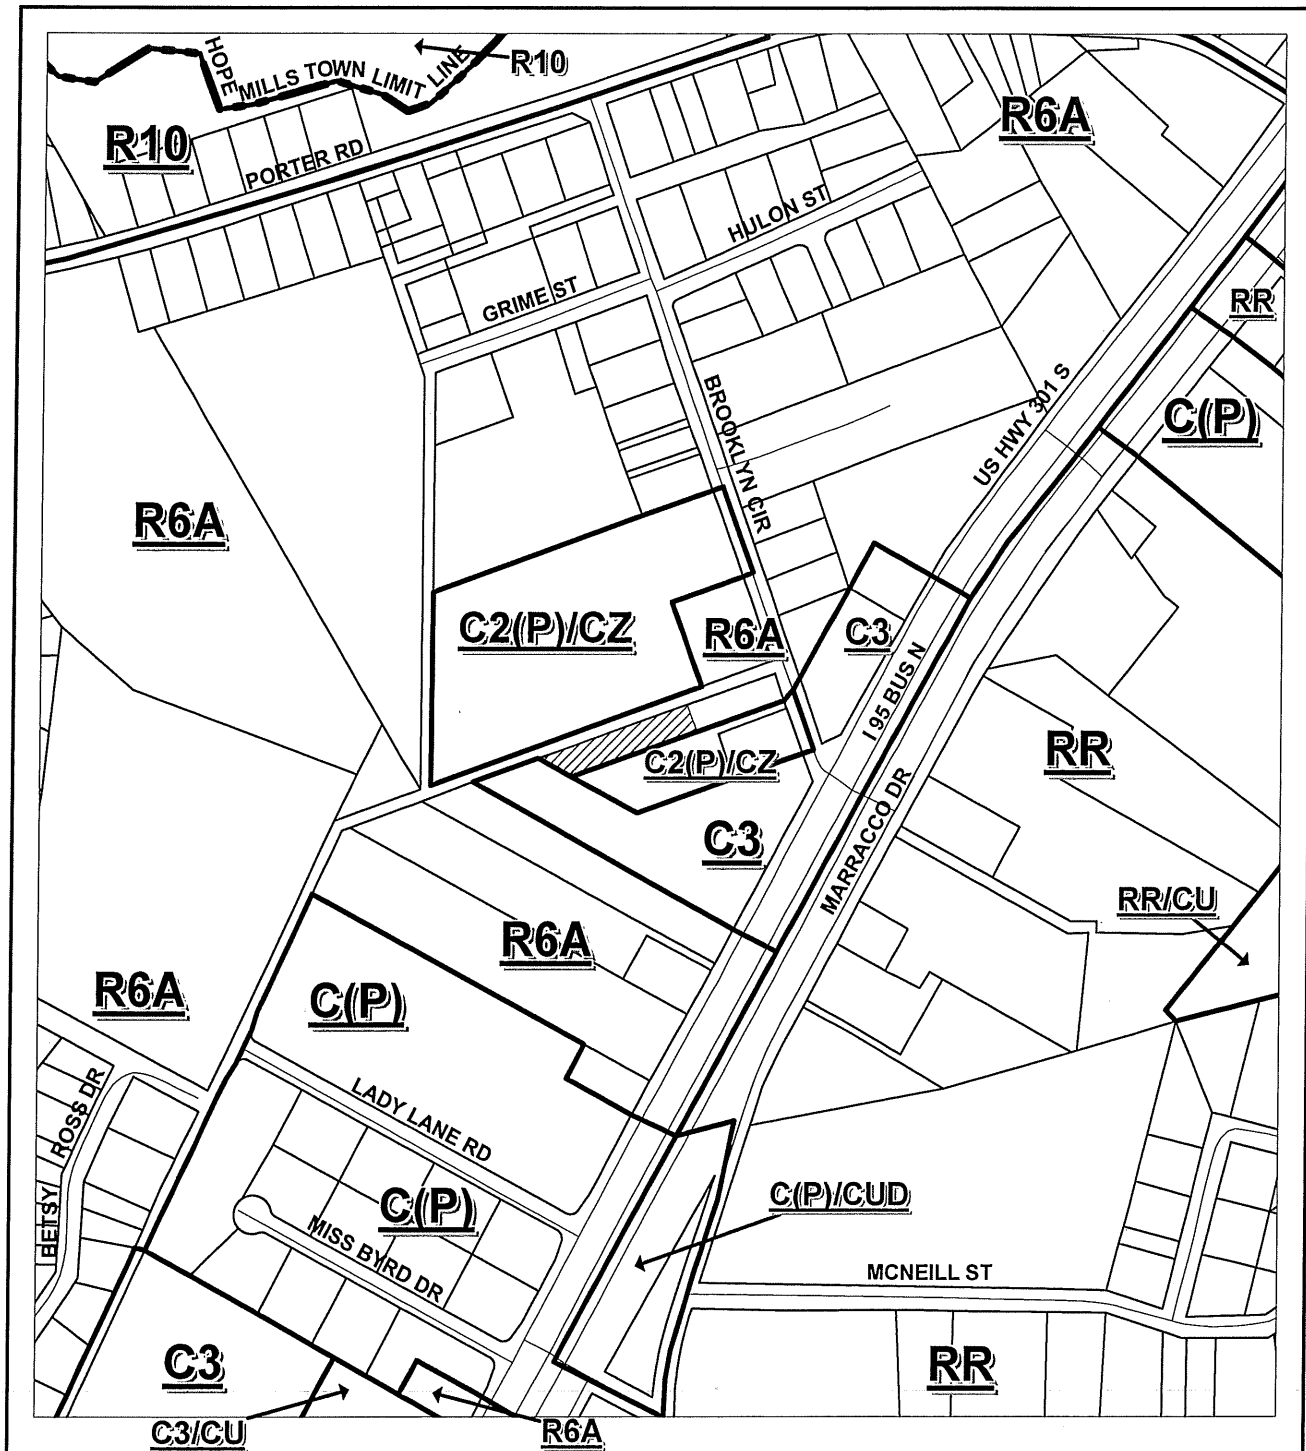 HOPE MILLS TOWN LIMIT LINE
R10
R10
PORTER RD
R6A
HULON ST
GRIME ST
RR
C(P)
US HWY 301 S
BROOKLYN CIR
R6A
C2(P)/CZ
R6A
C3
I 95 BUS N
C2(P)/CZ
RR
MARRACCO DR
C3
RR/CU
R6A
R6A
C(P)
LADY LANE RD
BETSY ROSS DR
C(P)
C(P)/CUD
MISS BYRD DR
MCNEILL ST
C3
RR
C3/CU
R6A